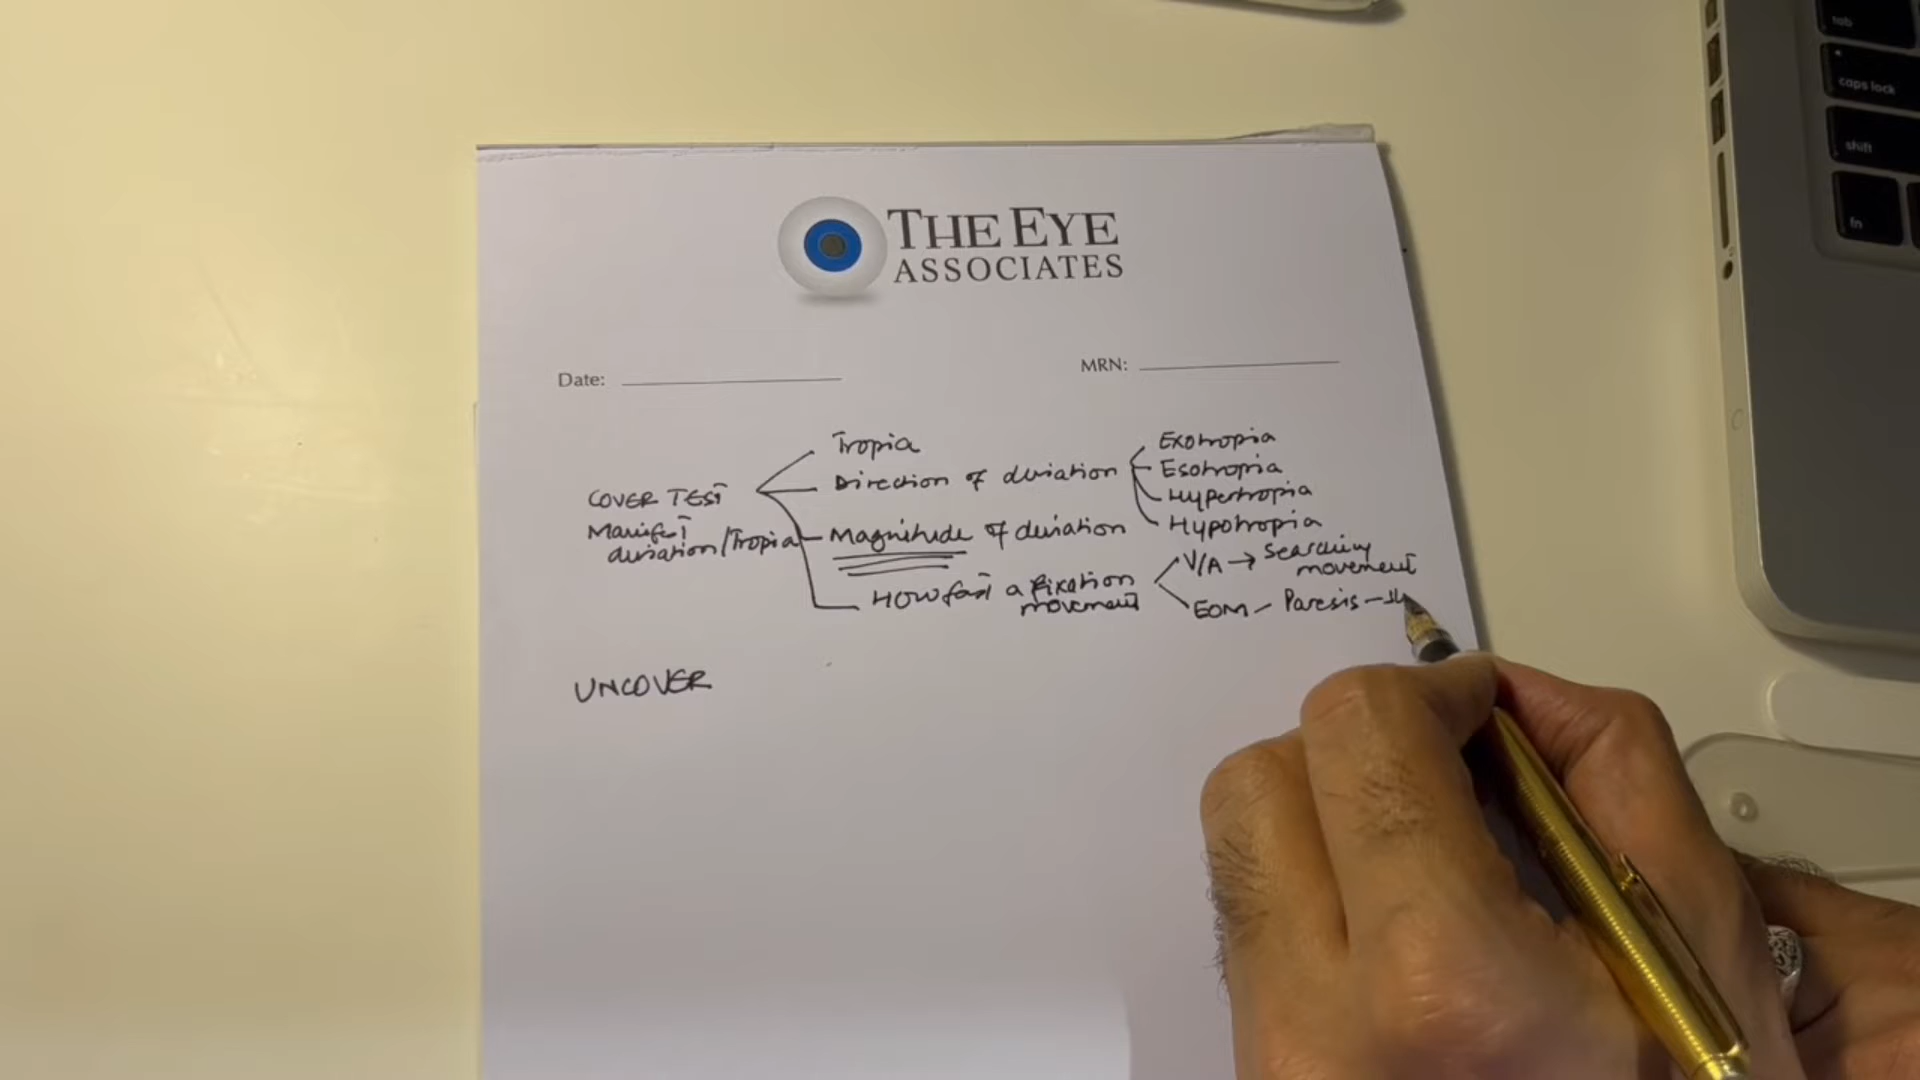 THE EYE
ASSOCIATES
Date:
MRN:
COVER TEST
Manifest
deviation/Tropia
Tropia
Direction of deviation
Exotropia
Esotropia
Hypertropia
Hypotropia
Magnitude of deviation
How fast a fixation
movement
V/A → Searching
movement
EOM – Paresis –
UNCOVER
tab
caps lock
shift
fn